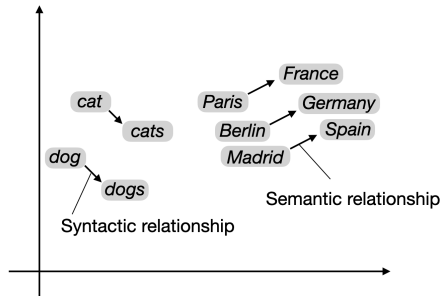 France
cat
Paris
Germany
cats
Berlin
Spain
dog
Madrid
dogs
Semantic relationship
Syntactic relationship